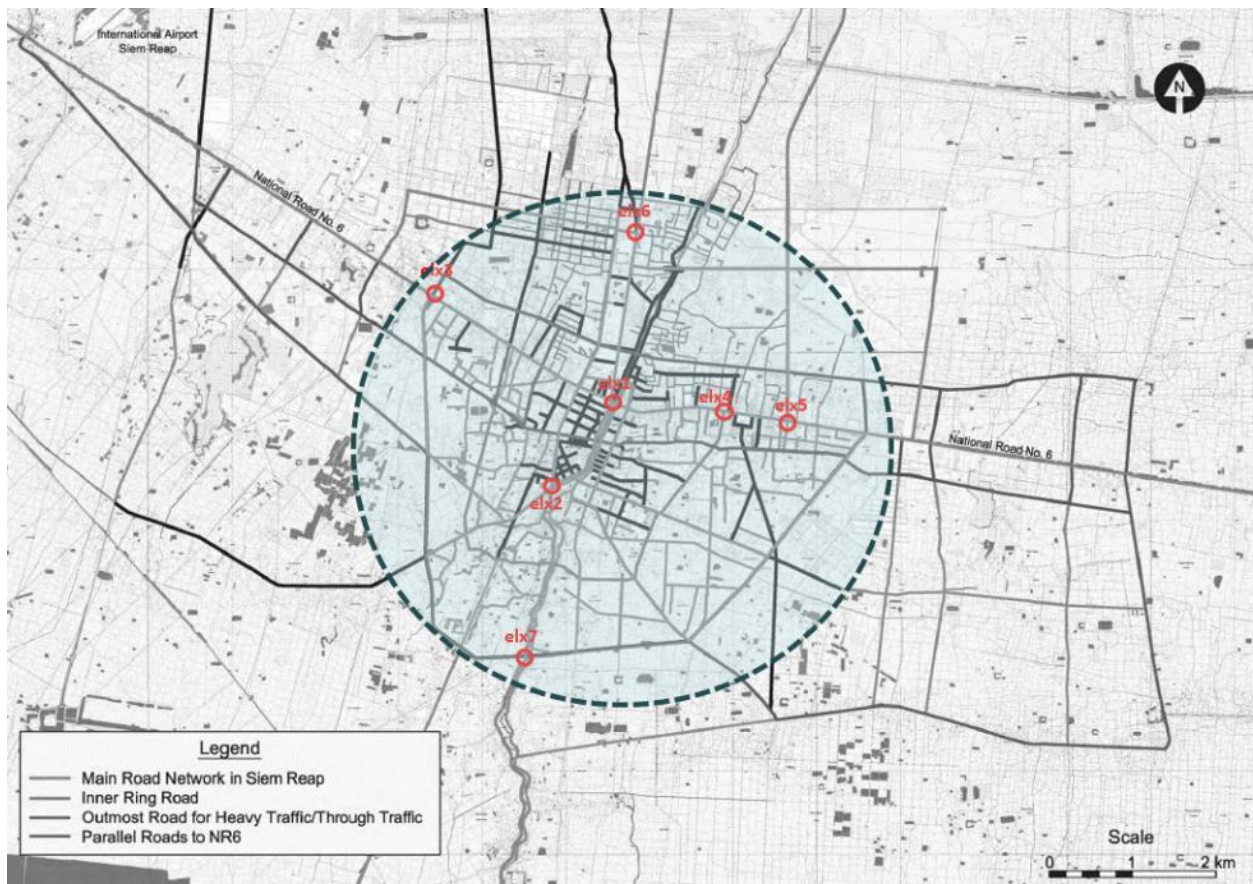 International Airport
Siem Reap
N
National Road No. 6
elx6
elx3
elx1
elx4
elx5
National Road No. 6
elx2
elx7
Legend
Main Road Network in Siem Reap
Inner Ring Road
Outmost Road for Heavy Traffic/Through Traffic
Parallel Roads to NR6
Scale
0 1 2 km